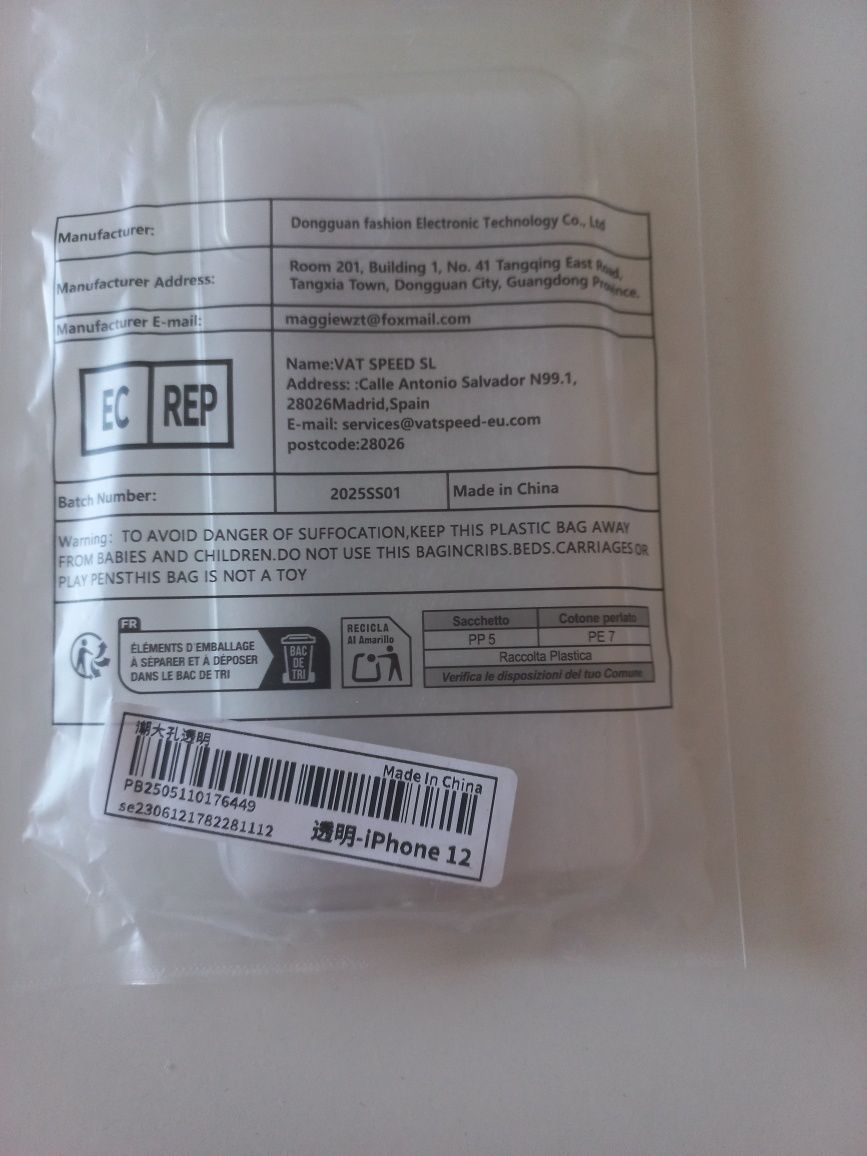 Manufacturer:
Dongguan fashion Electronic Technology Co., Ltd
Manufacturer Address:
Room 201, Building 1, No. 41 Tangqing East Road,
Tangxia Town, Dongguan City, Guangdong Province.
Manufacturer E-mail:
maggiewzt@foxmail.com
EC REP
Name:VAT SPEED SL
Address: :Calle Antonio Salvador N99.1,
28026Madrid,Spain
E-mail: services@vatspeed-eu.com
postcode:28026
Batch Number:
2025SS01
Made in China
Warning: TO AVOID DANGER OF SUFFOCATION,KEEP THIS PLASTIC BAG AWAY
FROM BABIES AND CHILDREN.DO NOT USE THIS BAGINCRIBS.BEDS.CARRIAGES OR
PLAY PENSTHIS BAG IS NOT A TOY
FR
ÉLÉMENTS D'EMBALLAGE
À SÉPARER ET À DÉPOSER
DANS LE BAC DE TRI
BAC
DE
TRI
RECICLA
Al Amarillo
Sacchetto
Cotone perlato
PP 5
PE 7
Raccolta Plastica
Verifica le disposizioni del tuo Comune
潮大孔透明
Made In China
PB2505110176449
se2306121782281112
透明-iPhone 12